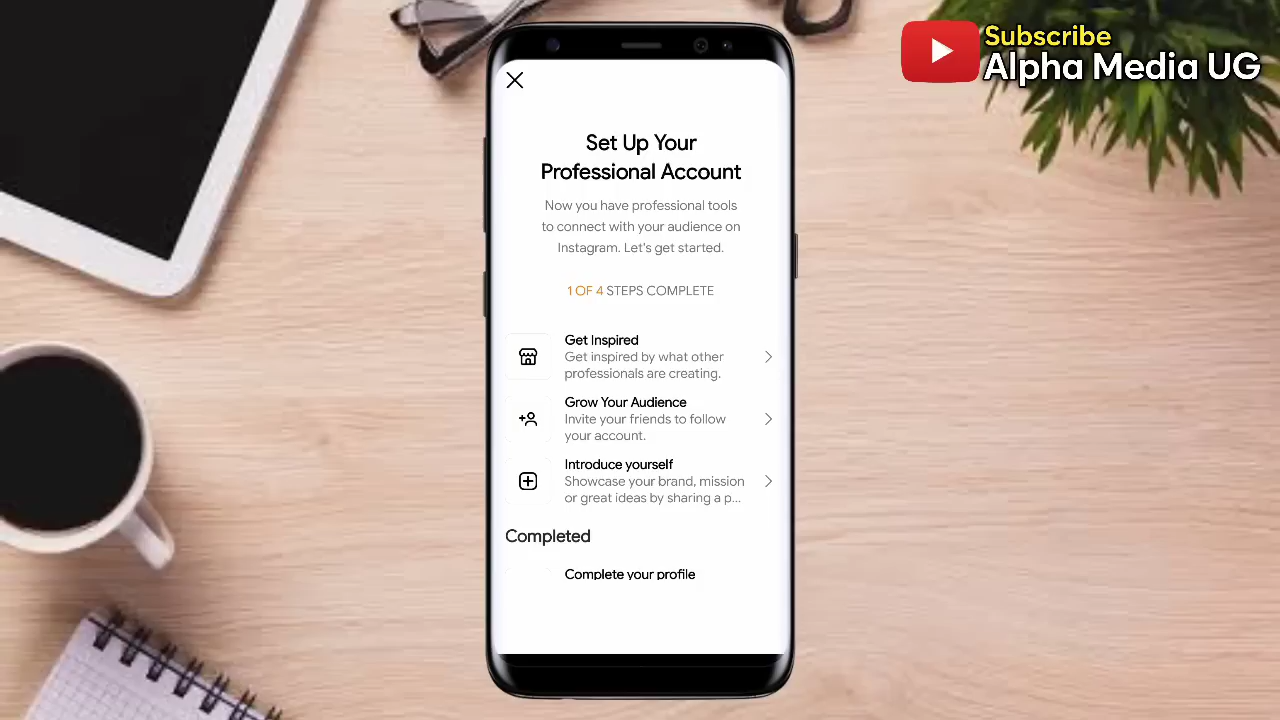 Subscribe
Alpha Media UG
Set Up Your
Professional Account
Now you have professional tools
to connect with your audience on
Instagram. Let's get started.
1 OF 4 STEPS COMPLETE
Get Inspired
Get inspired by what other
professionals are creating.
Grow Your Audience
Invite your friends to follow
your account.
Introduce yourself
Showcase your brand, mission
or great ideas by sharing a p...
Completed
Complete your profile